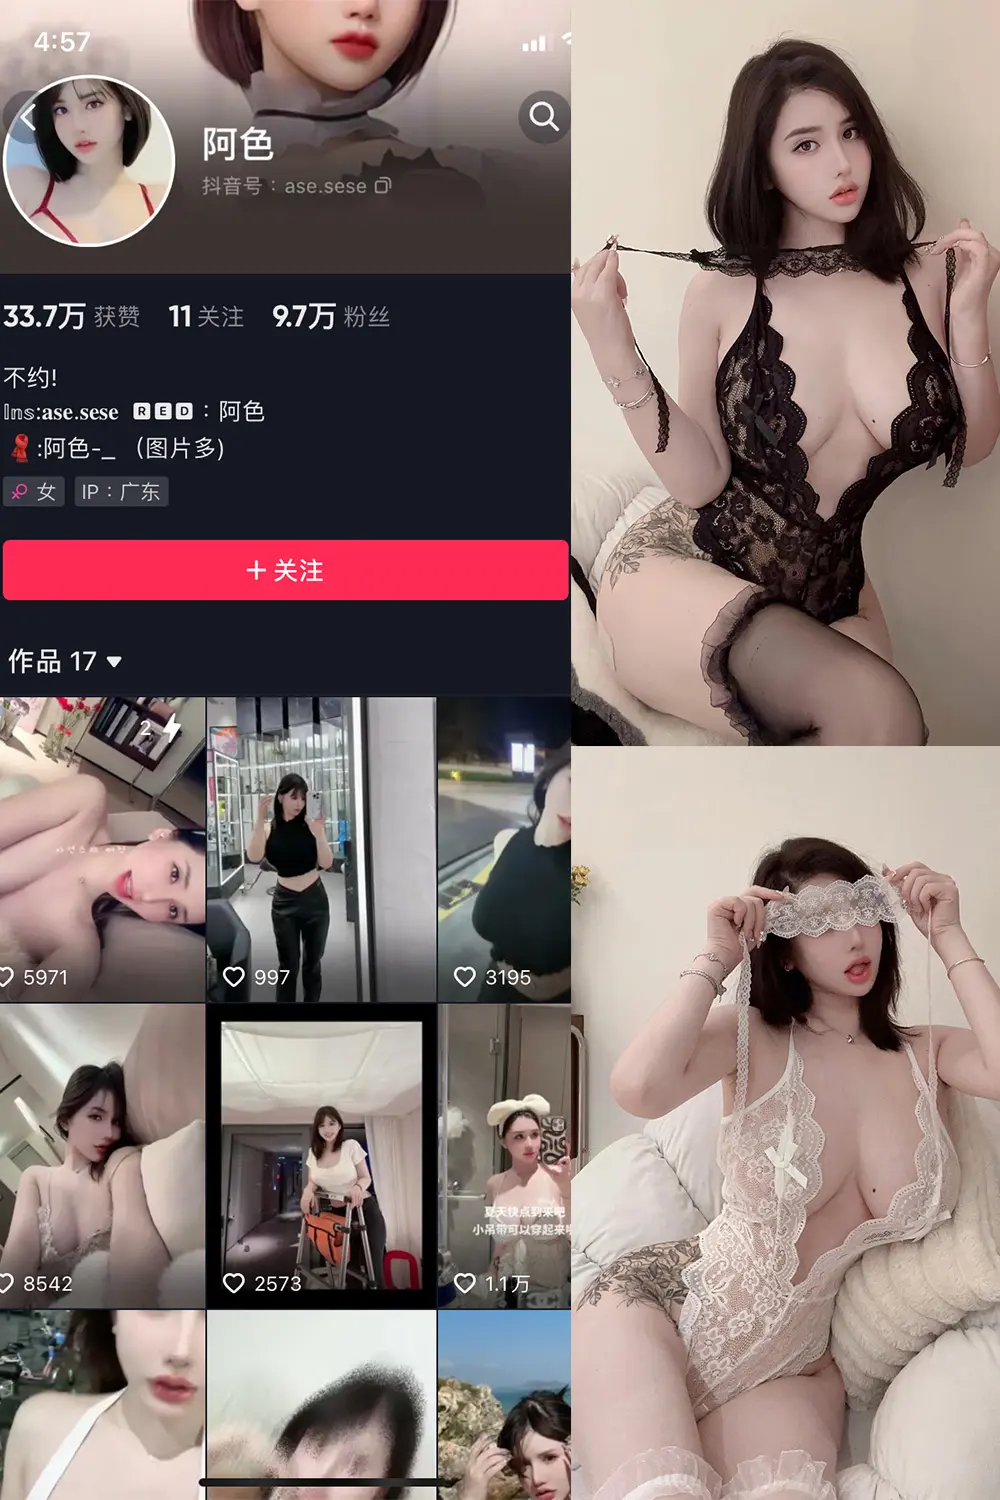 4:57
阿色
抖音号：ase.sese
33.7万 获赞 11 关注 9.7万 粉丝
不约!
Ins:ase.sese RED：阿色
:阿色-_（图片多)
女 IP：广东
+ 关注
作品 17
2
5971
997
3195
8542
2573
夏天快点到来吧
小吊带可以穿起来
1.1万